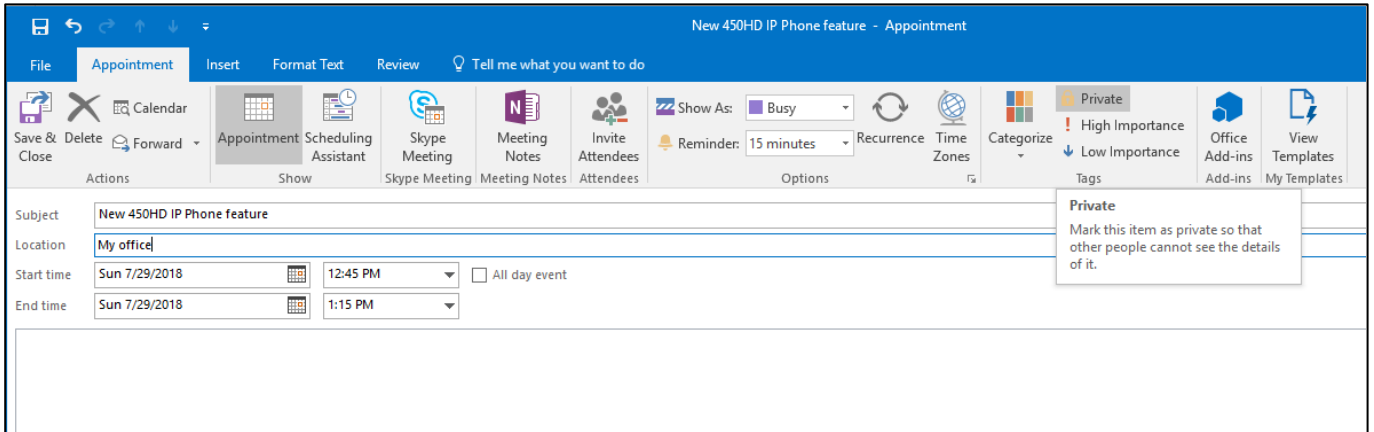 New 450HD IP Phone feature - Appointment
File Appointment Insert Format Text Review Tell me what you want to do
Save & Close
Delete
Calendar
Forward
Actions
Appointment
Scheduling Assistant
Show
Skype Meeting
Skype Meeting
Meeting Notes
Meeting Notes
Invite Attendees
Attendees
Show As: Busy
Reminder: 15 minutes
Recurrence
Time Zones
Options
Categorize
Private
High Importance
Low Importance
Tags
Office Add-ins
Add-ins
View Templates
My Templates
Private
Mark this item as private so that
other people cannot see the details
of it.
Subject New 450HD IP Phone feature
Location My office
Start time Sun 7/29/2018 12:45 PM All day event
End time Sun 7/29/2018 1:15 PM